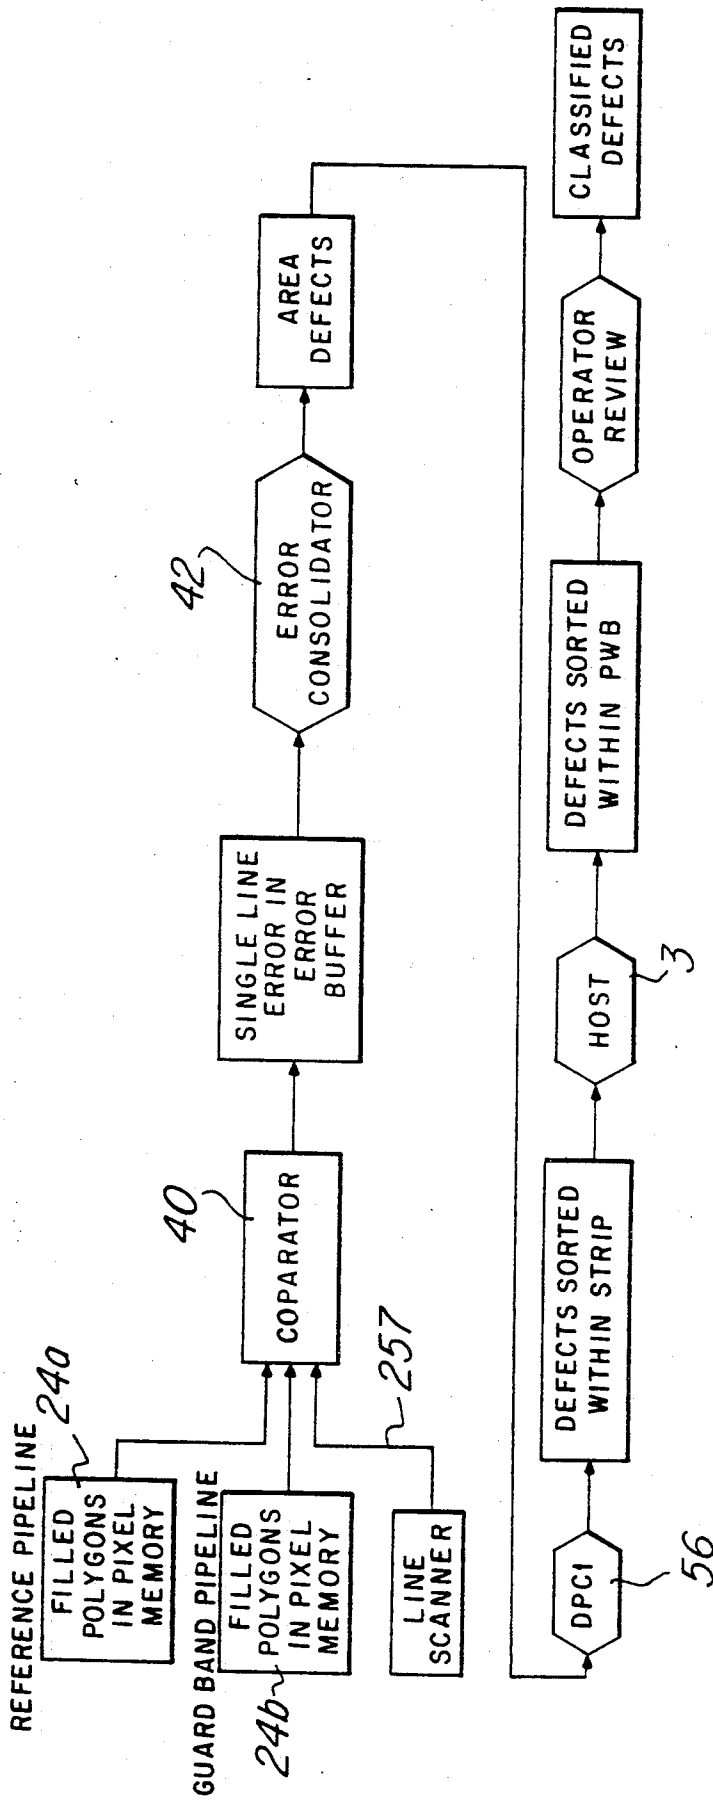 REFERENCE PIPELINE
24a
FILLED
POLYGONS
IN PIXEL
MEMORY
GUARD BAND PIPELINE
24b
FILLED
POLYGONS
IN PIXEL
MEMORY
LINE
SCANNER
257
40
COPARATOR
SINGLE LINE
ERROR IN
ERROR
BUFFER
42
ERROR
CONSOLIDATOR
AREA
DEFECTS
DPC1
56
DEFECTS SORTED
WITHIN STRIP
HOST
3
DEFECTS SORTED
WITHIN PWB
OPERATOR
REVIEW
CLASSIFIED
DEFECTS